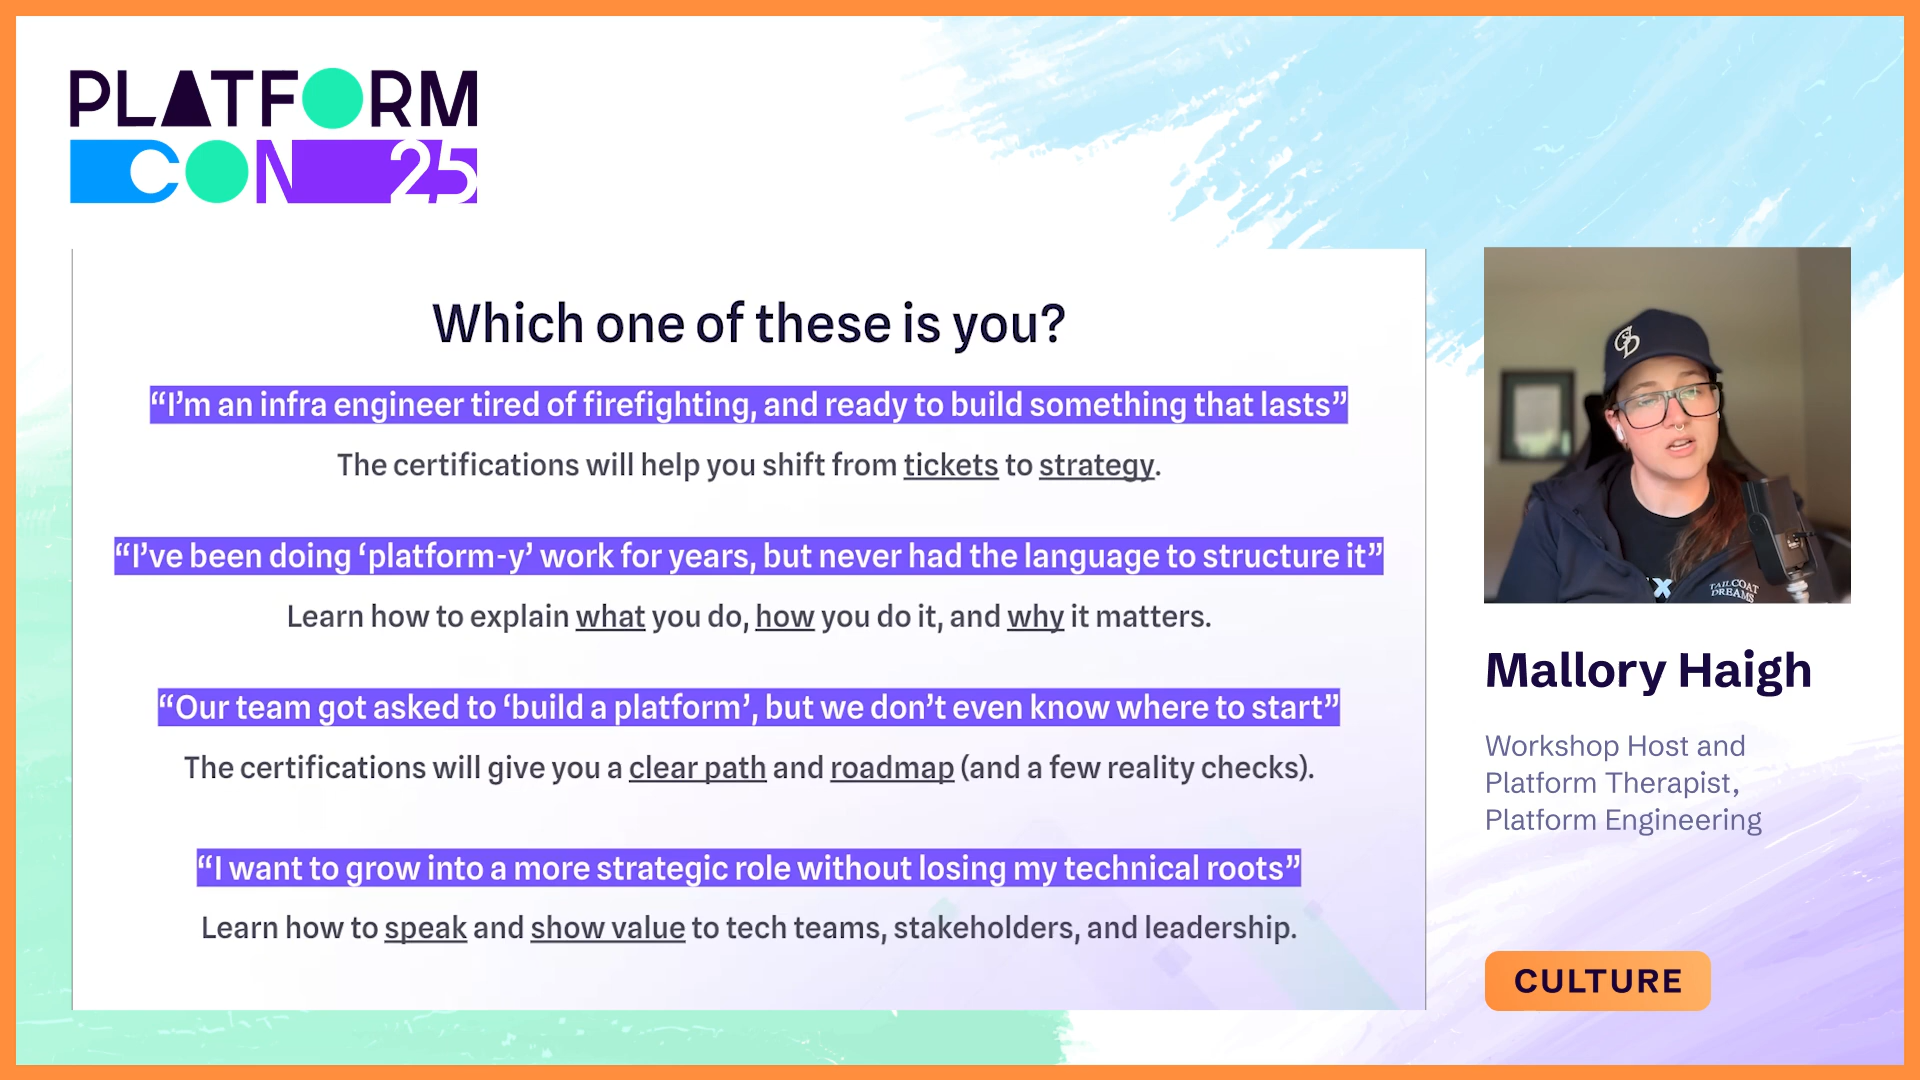 PLATFORM
CON 25
Which one of these is you?
“I’m an infra engineer tired of firefighting, and ready to build something that lasts”
The certifications will help you shift from tickets to strategy.
“I’ve been doing ‘platform-y’ work for years, but never had the language to structure it”
Learn how to explain what you do, how you do it, and why it matters.
“Our team got asked to ‘build a platform’, but we don’t even know where to start”
The certifications will give you a clear path and roadmap (and a few reality checks).
“I want to grow into a more strategic role without losing my technical roots”
Learn how to speak and show value to tech teams, stakeholders, and leadership.
TAILCOAT
DREAMS
Mallory Haigh
Workshop Host and
Platform Therapist,
Platform Engineering
CULTURE